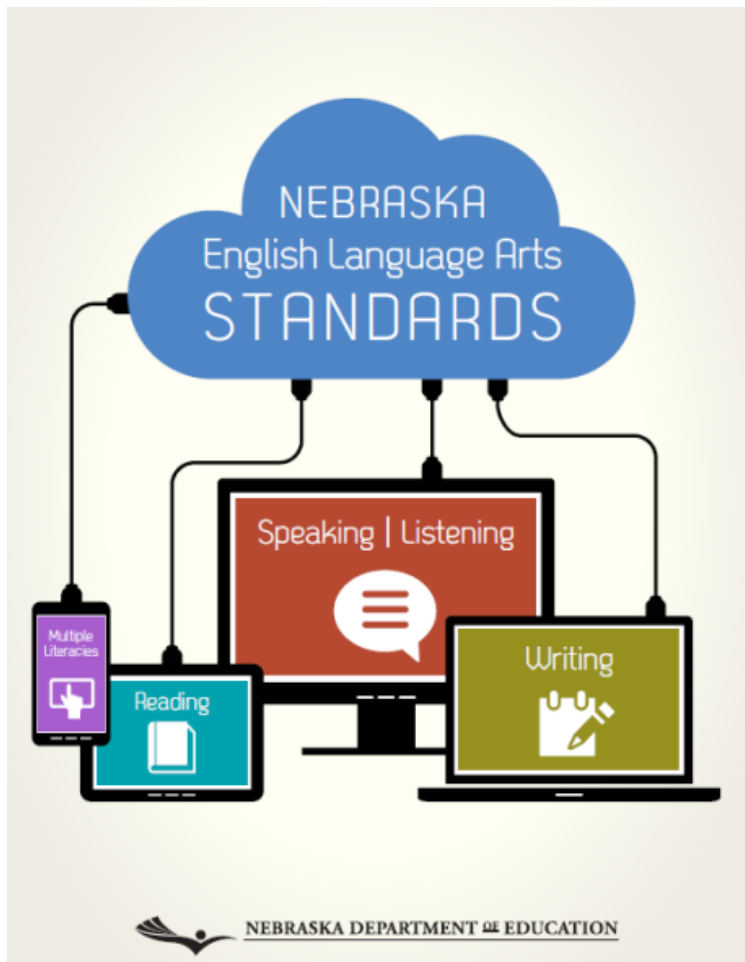 NEBRASKA
English Language Arts
STANDARDS
Speaking | Listening
Multiple
Literacies
Reading
Writing
NEBRASKA DEPARTMENT OF EDUCATION